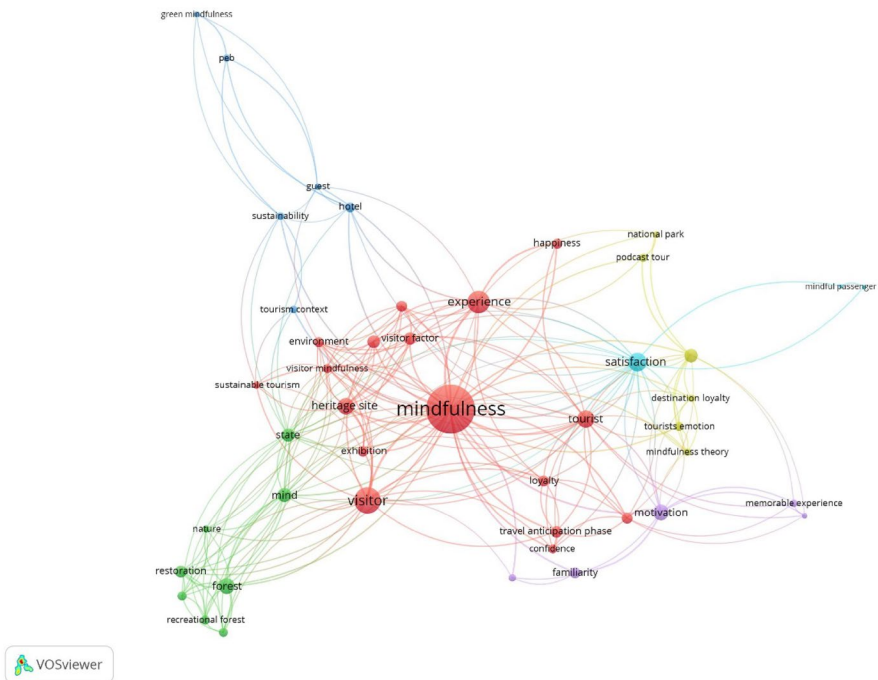 green mindfulness
peb
guest
hotel
sustainability
national park
happiness
podcast tour
mindful passenger
experience
tourism context
visitor factor
environment
satisfaction
visitor mindfulness
sustainable tourism
destination loyalty
heritage site
mindfulness
tourist
tourists emotion
state
exhibition
mindfulness theory
loyalty
mind
visitor
memorable experience
motivation
nature
travel anticipation phase
confidence
restoration
familiarity
forest
recreational forest
VOSviewer